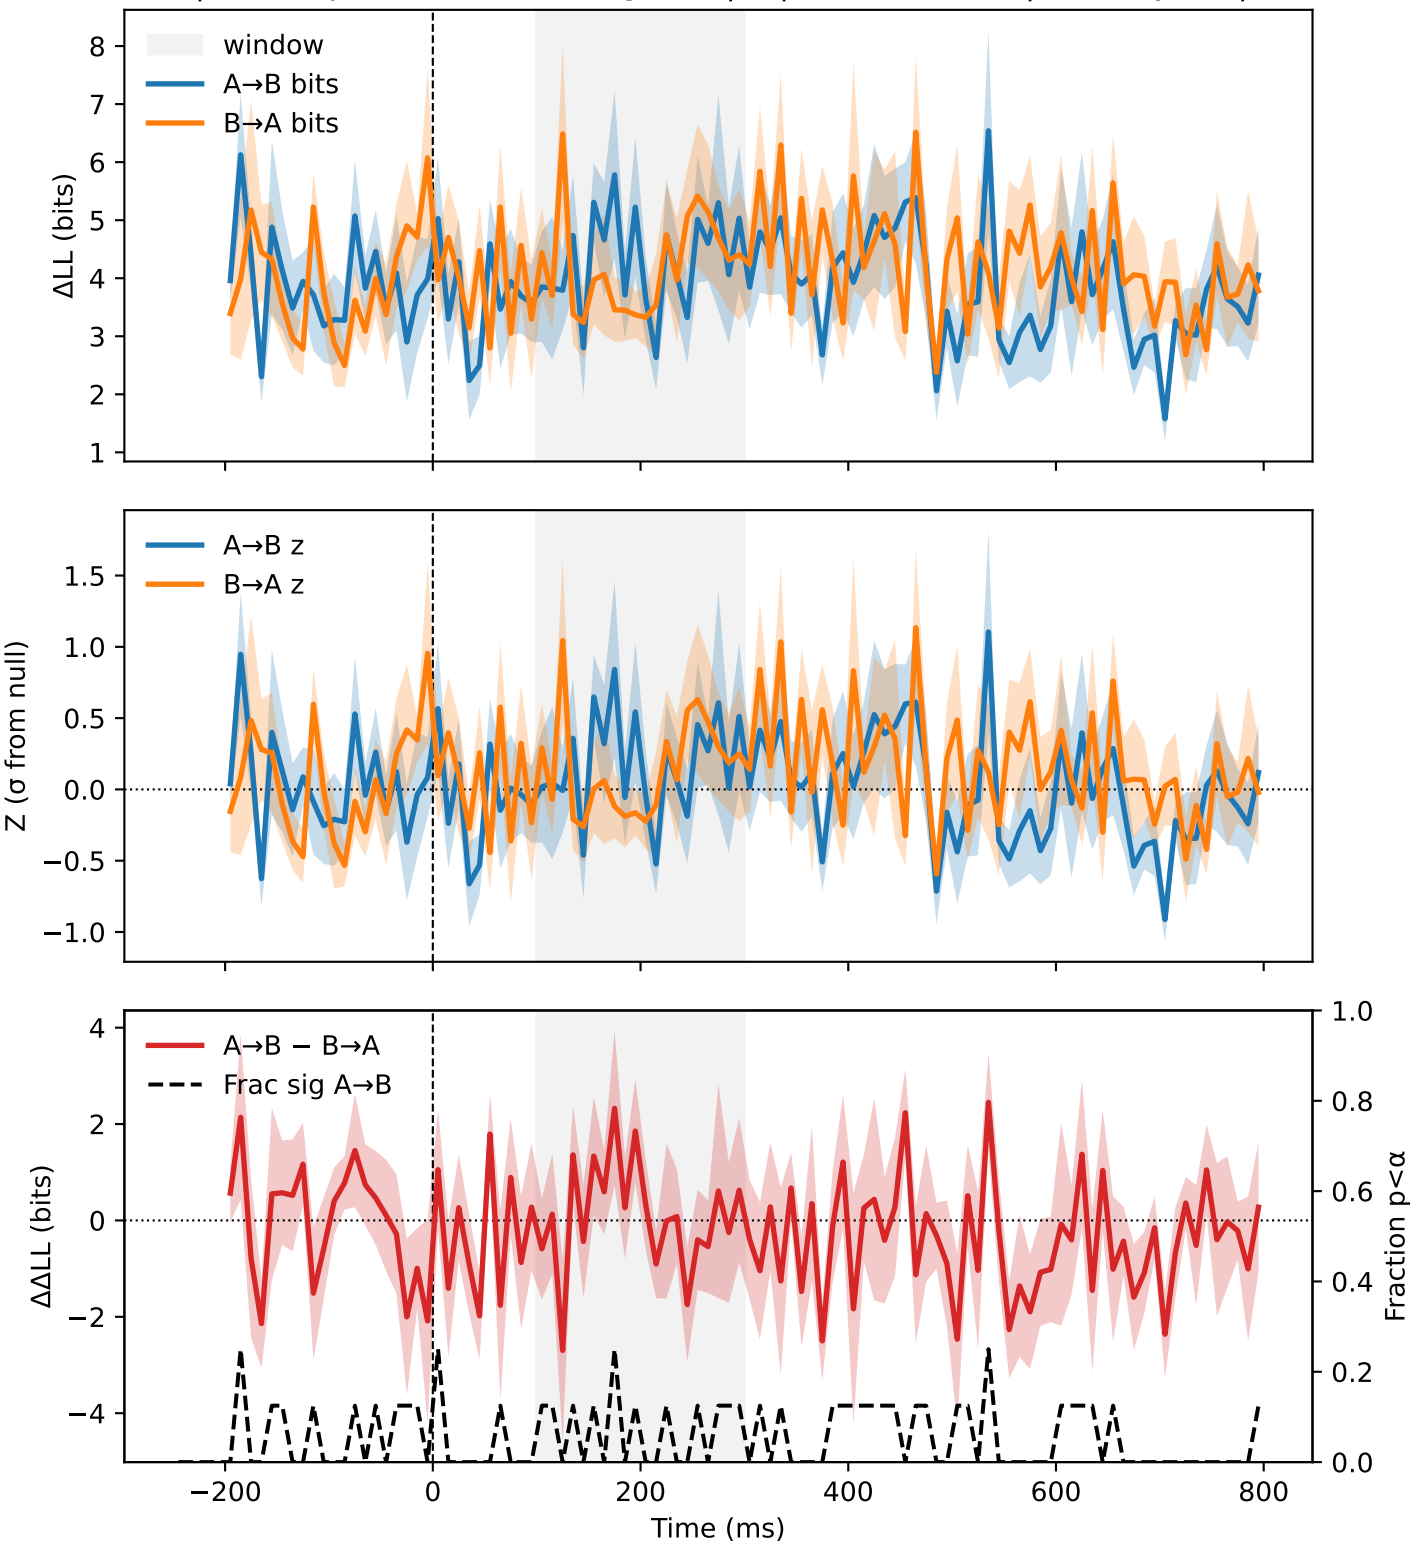 window
A→B bits
B→A bits
8
7
6
5
4
3
2
1
ΔLL (bits)
A→B z
B→A z
1.5
1.0
0.5
0.0
−0.5
−1.0
Z (σ from null)
A→B − B→A
Frac sig A→B
4
2
0
−2
−4
ΔΔLL (bits)
1.0
0.8
0.6
0.4
0.2
0.0
Fraction p<α
−200
0
200
400
600
800
Time (ms)